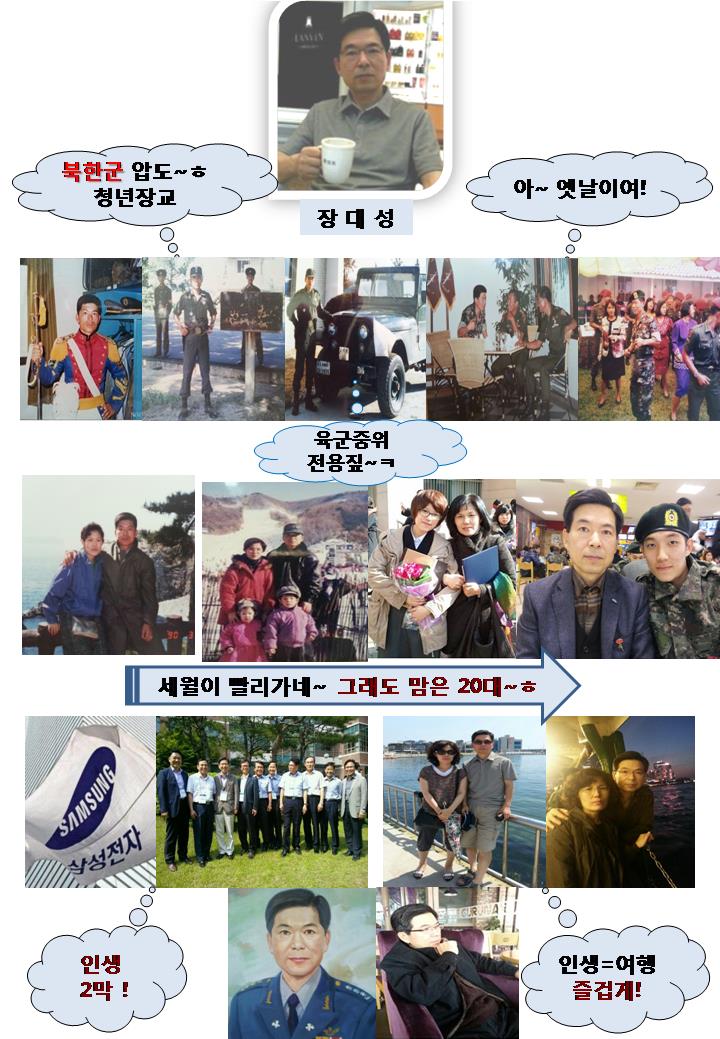 LANVIN
북한군 압도~ㅎ
청년장교
아~ 옛날이여!
장 대 성
육군중위
전용짚~ㅋ
90 3
세월이 빨리가네~ 그래도 맘은 20대~ㅎ
SAMSUNG
삼성전자
인생
2막 !
인생=여행
즐겁게!